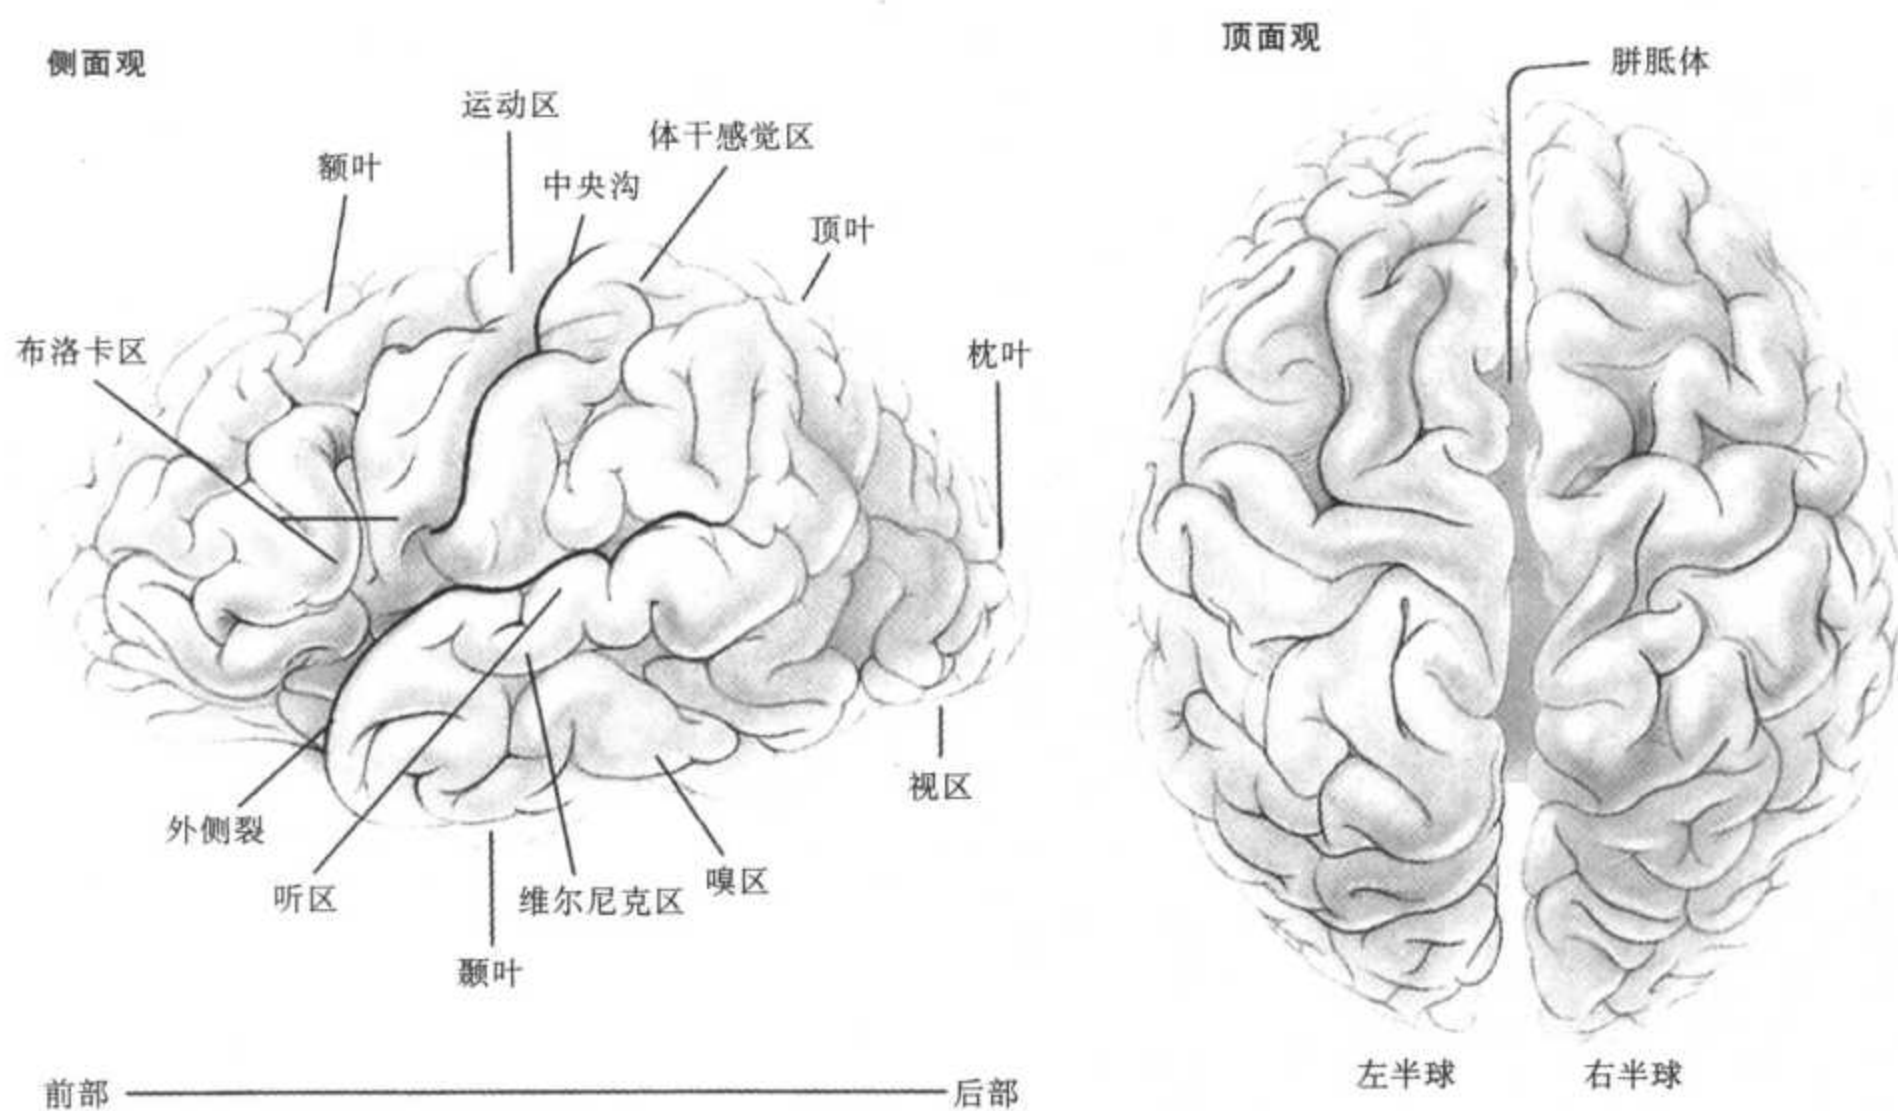 侧面观
运动区
体干感觉区
额叶
中央沟
顶叶
布洛卡区
枕叶
视区
外侧裂
听区
维尔尼克区
嗅区
颞叶
前部
后部
顶面观
胼胝体
左半球
右半球